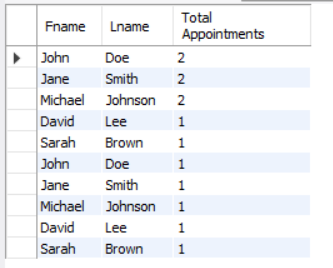 Fname Lname Total Appointments
John Doe 2
Jane Smith 2
Michael Johnson 2
David Lee 1
Sarah Brown 1
John Doe 1
Jane Smith 1
Michael Johnson 1
David Lee 1
Sarah Brown 1